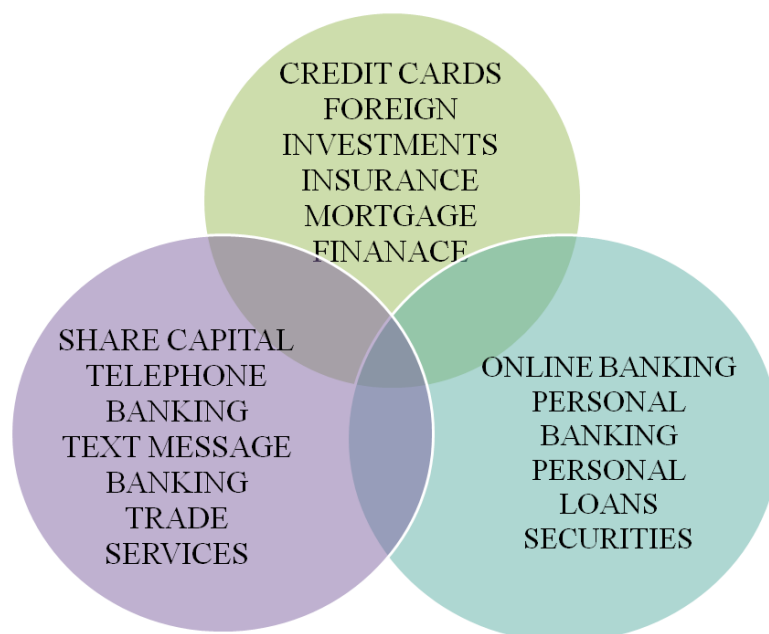 CREDIT CARDS
FOREIGN
INVESTMENTS
INSURANCE
MORTGAGE
FINANACE
SHARE CAPITAL
TELEPHONE
BANKING
TEXT MESSAGE
BANKING
TRADE
SERVICES
ONLINE BANKING
PERSONAL
BANKING
PERSONAL
LOANS
SECURITIES